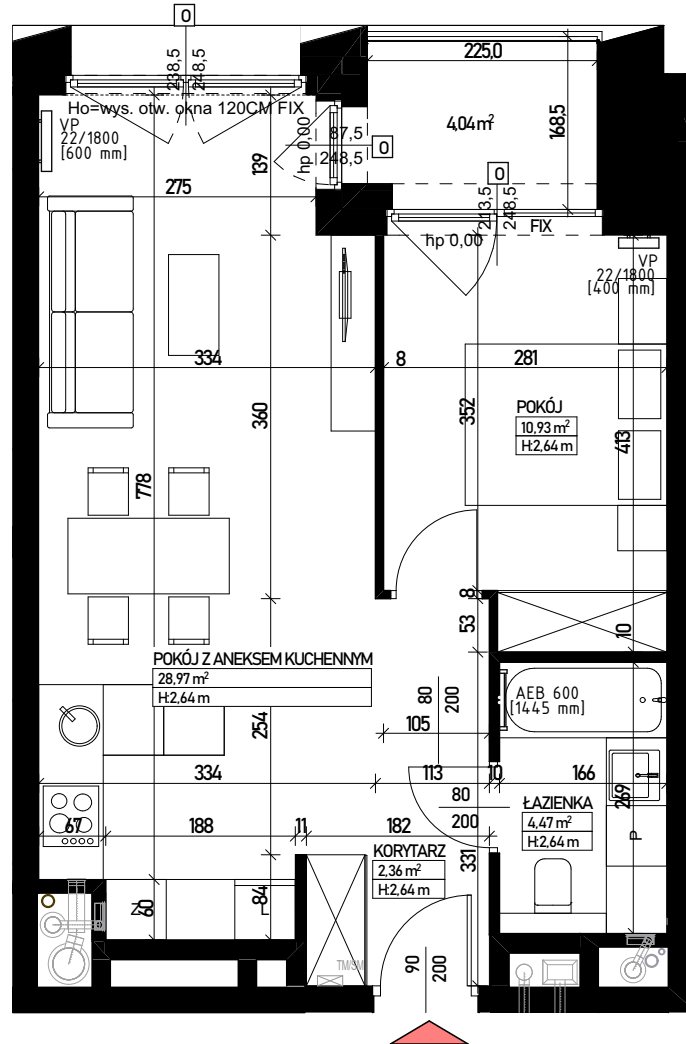 0
238,5
248,5
225,0
Ho=wys. otw. okna 120CM FIX
VP
22/1800
[600 mm]
139
hp 0,00
87,5
248,5
0
4,04m²
168,5
275
0
213,5
248,5
FIX
hp 0,00
VP
22/1800
[400 mm]
334
8
281
360
352
POKÓJ
10,93 m²
H:2,64 m
413
778
8
53
10
POKÓJ Z ANEKSEM KUCHENNYM
28,97 m²
H:2,64 m
254
80
200
AEB 600
[1445 mm]
105
334
113
10
166
80
200
ŁAZIENKA
4,47 m²
H:2,64 m
269
67
188
11
182
P
KORYTARZ
2,36 m²
H:2,64 m
331
60
Z
84
L
TM/SM
90
200